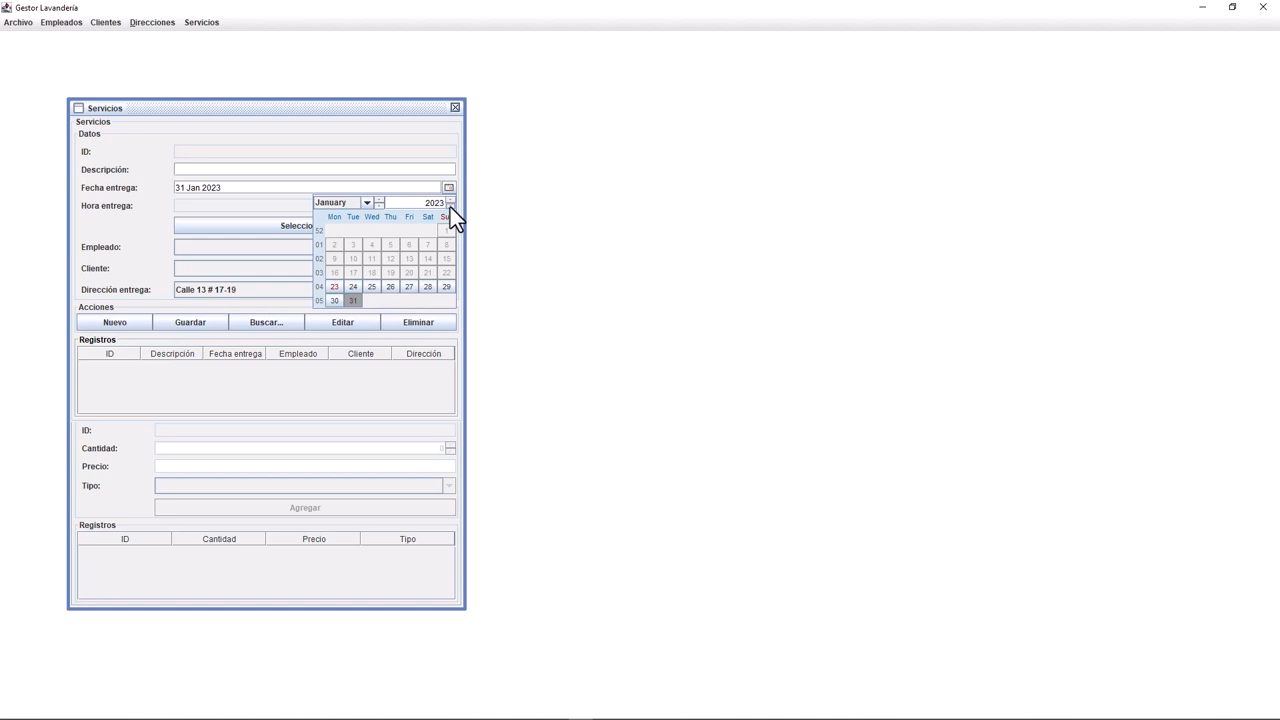 Gestor Lavandería
Archivo Empleados Clientes Direcciones Servicios
Servicios
Servicios
Datos
ID:
Descripción:
Fecha entrega: 31 Jan 2023
Hora entrega: January 2023
Mon Tue Wed Thu Fri Sat
Seleccio 52 1
Empleado: 01 2 3 4 5 6 7 8
02 9 10 11 12 13 14 15
Cliente: 03 16 17 18 19 20 21 22
Dirección entrega: Calle 13 # 17-19 04 23 24 25 26 27 28 29
05 30 31
Acciones
Nuevo Guardar Buscar... Editar Eliminar
Registros
ID Descripción Fecha entrega Empleado Cliente Dirección
ID:
Cantidad: 0
Precio:
Tipo:
Agregar
Registros
ID Cantidad Precio Tipo